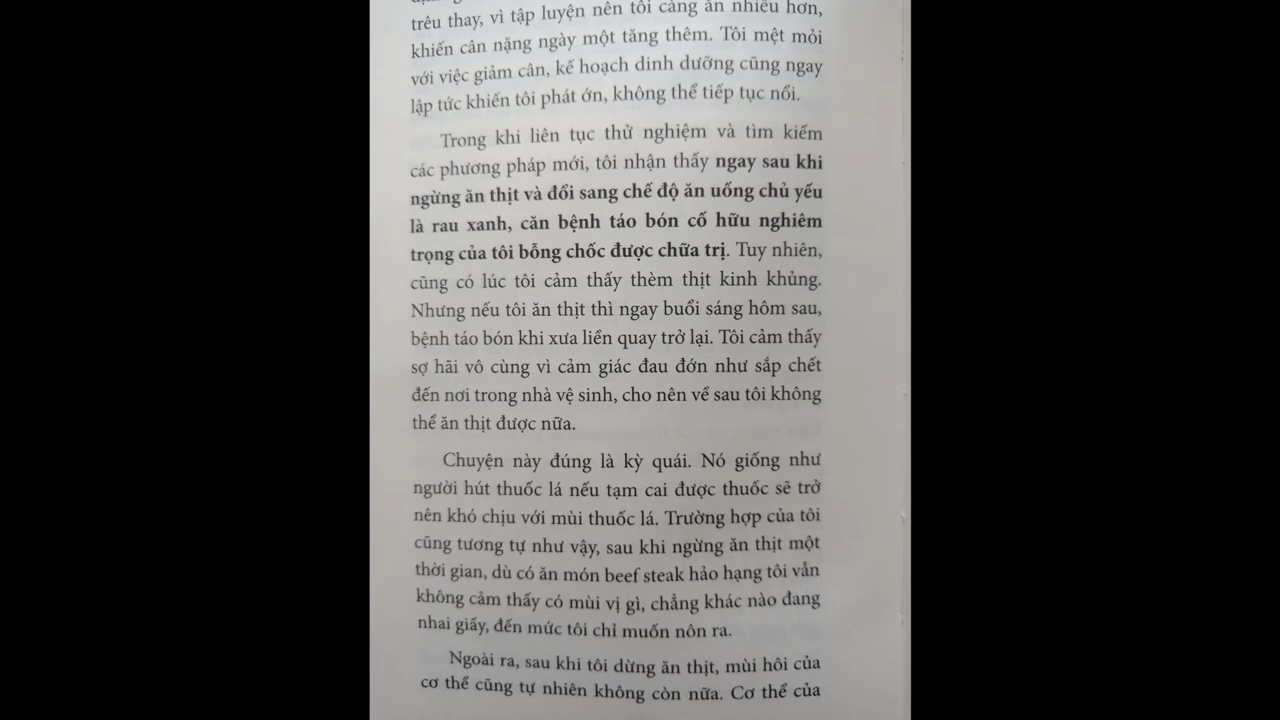 trêu thay, vì tập luyện nên tôi càng ăn nhiều hơn,
khiến cân nặng ngày một tăng thêm. Tôi mệt mỏi
với việc giảm cân, kế hoạch dinh dưỡng cũng ngay
lập tức khiến tôi phát ớn, không thể tiếp tục nổi.
Trong khi liên tục thử nghiệm và tìm kiếm
các phương pháp mới, tôi nhận thấy ngay sau khi
ngừng ăn thịt và đổi sang chế độ ăn uống chủ yếu
là rau xanh, căn bệnh táo bón cố hữu nghiêm
trọng của tôi bỗng chốc được chữa trị. Tuy nhiên,
cũng có lúc tôi cảm thấy thèm thịt kinh khủng.
Nhưng nếu tôi ăn thịt thì ngay buổi sáng hôm sau,
bệnh táo bón khi xưa liền quay trở lại. Tôi cảm thấy
sợ hãi vô cùng vì cảm giác đau đớn như sắp chết
đến nơi trong nhà vệ sinh, cho nên về sau tôi không
thể ăn thịt được nữa.
Chuyện này đúng là kỳ quái. Nó giống như
người hút thuốc lá nếu tạm cai được thuốc sẽ trở
nên khó chịu với mùi thuốc lá. Trường hợp của tôi
cũng tương tự như vậy, sau khi ngừng ăn thịt một
thời gian, dù có ăn món beef steak hảo hạng tôi vẫn
không cảm thấy có mùi vị gì, chẳng khác nào đang
nhai giấy, đến mức tôi chỉ muốn nôn ra.
Ngoài ra, sau khi tôi dừng ăn thịt, mùi hôi của
cơ thể cũng tự nhiên không còn nữa. Cơ thể của